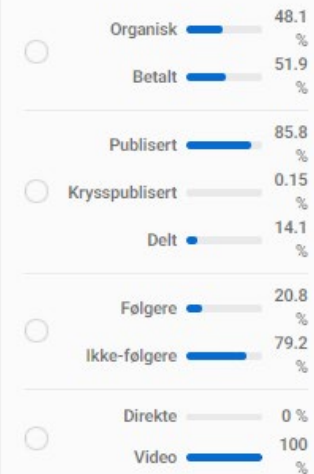 Organisk 48.1 %
Betalt 51.9 %
Publisert 85.8 %
Krysspublisert 0.15 %
Delt 14.1 %
Følgere 20.8 %
Ikke-følgere 79.2 %
Direkte 0 %
Video 100 %